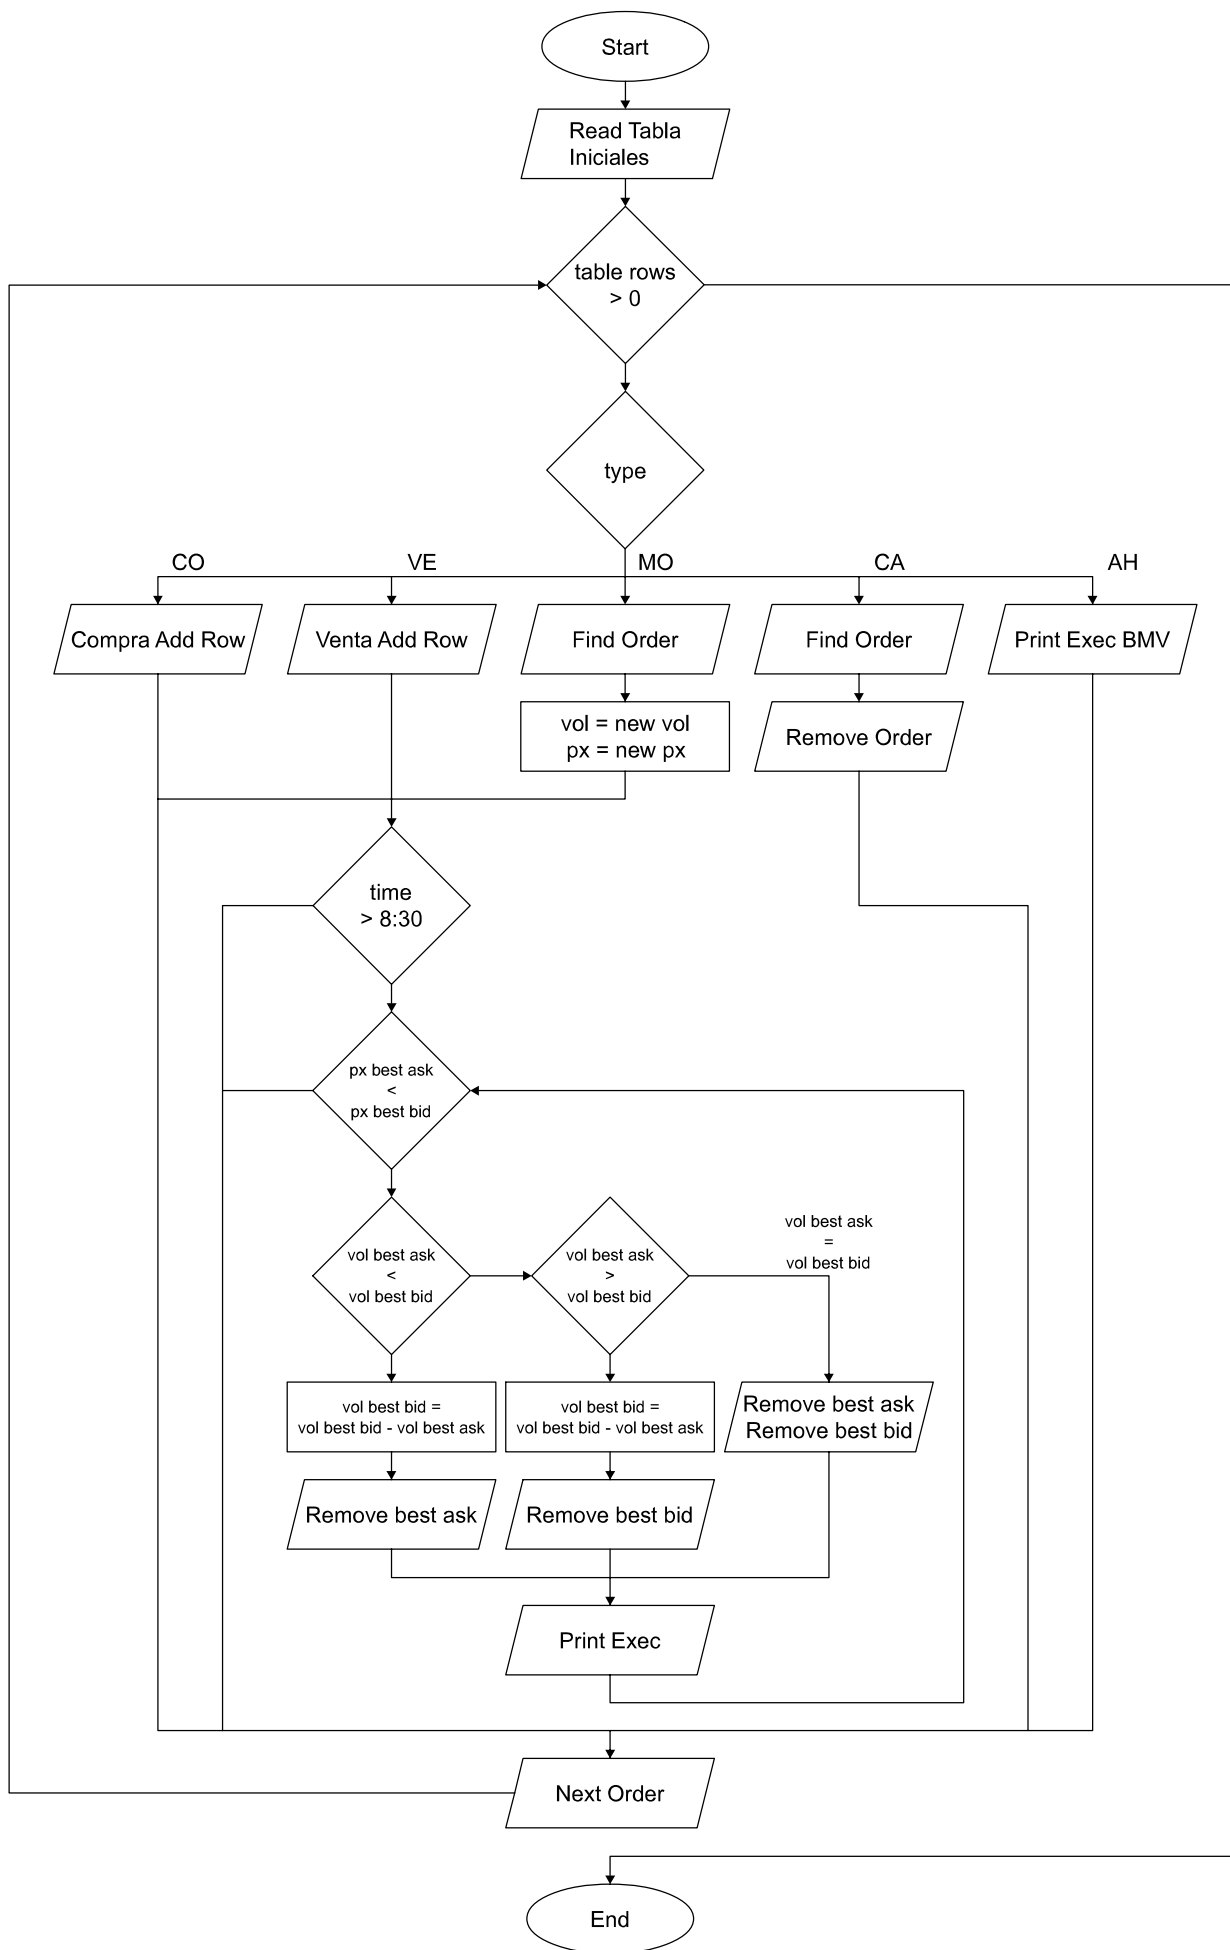 Start
Read Tabla
Iniciales
table rows
> 0
type
CO
VE
MO
CA
AH
Compra Add Row
Venta Add Row
Find Order
Find Order
Print Exec BMV
vol = new vol
px = new px
Remove Order
time
> 8:30
px best ask
<
px best bid
vol best ask
<
vol best bid
vol best ask
>
vol best bid
vol best ask
=
vol best bid
vol best bid =
vol best bid - vol best ask
vol best bid =
vol best bid - vol best ask
Remove best ask
Remove best bid
Remove best ask
Remove best bid
Print Exec
Next Order
End